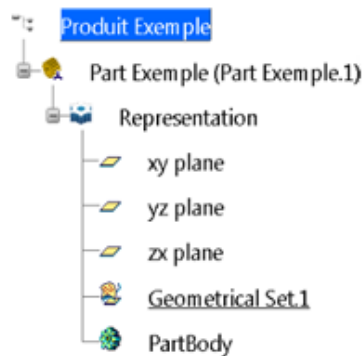 Produit Exemple
Part Exemple (Part Exemple.1)
Representation
xy plane
yz plane
zx plane
Geometrical Set.1
PartBody